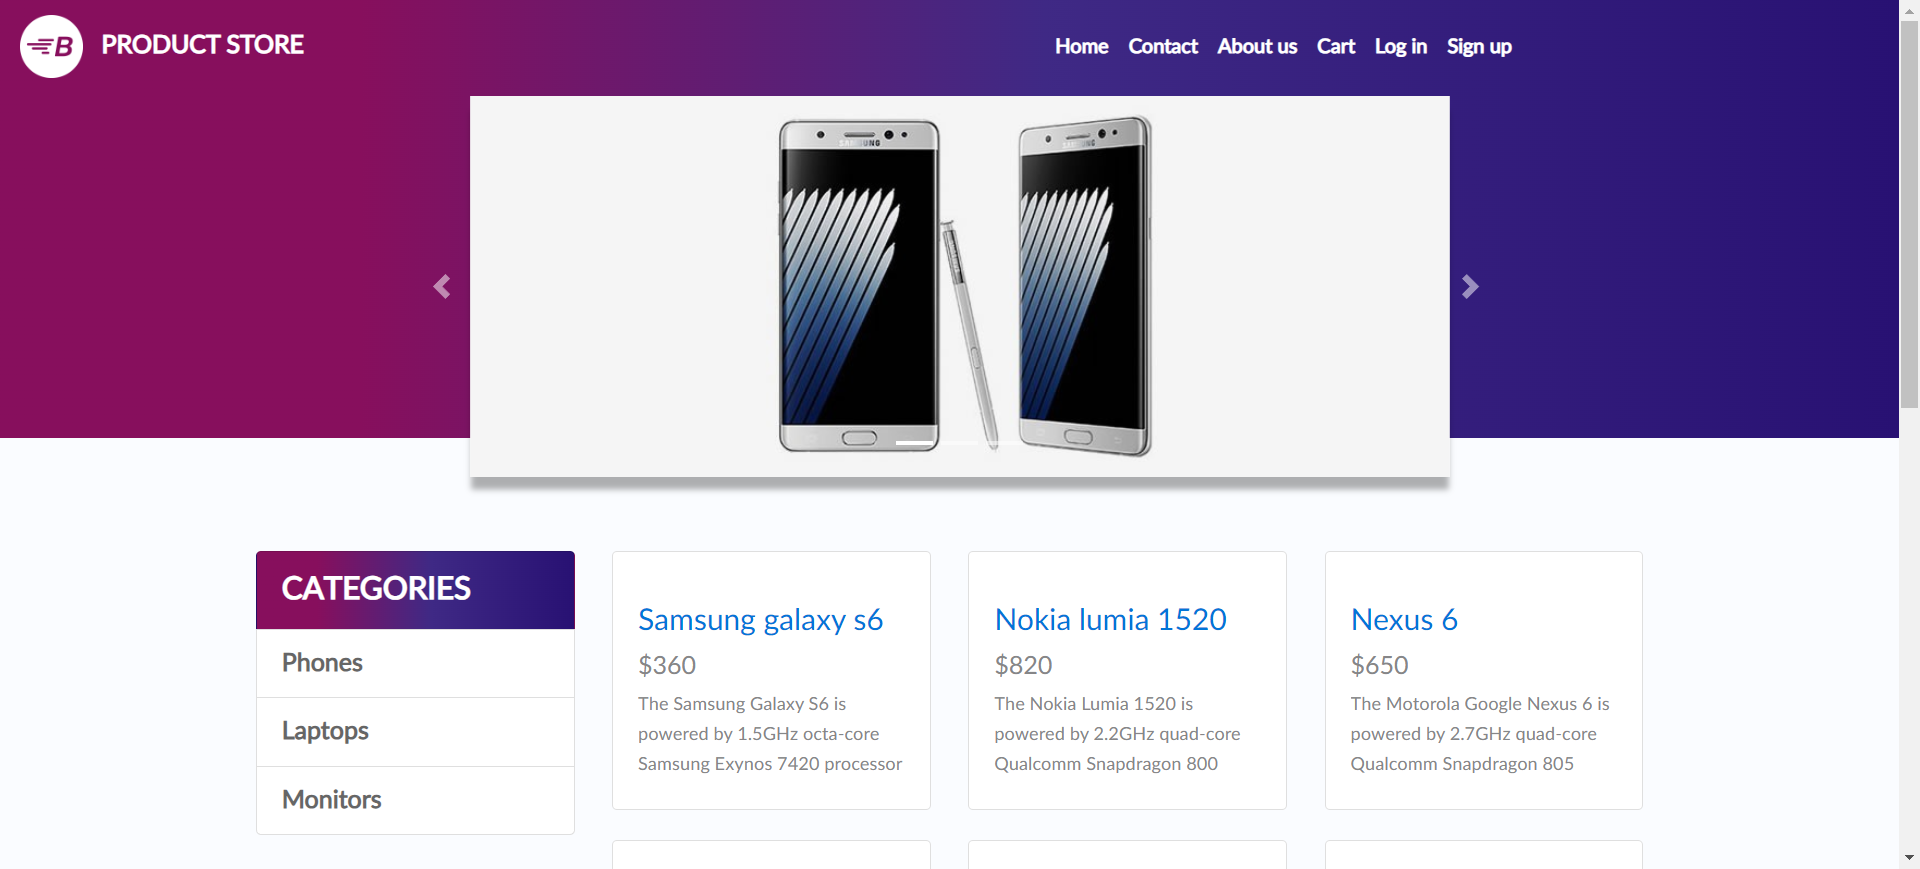 B PRODUCT STORE
Home Contact About us Cart Log in Sign up
SAMSUNG
SAMSUNG
CATEGORIES
Phones
Laptops
Monitors
Samsung galaxy s6
$360
The Samsung Galaxy S6 is
powered by 1.5GHz octa-core
Samsung Exynos 7420 processor
Nokia lumia 1520
$820
The Nokia Lumia 1520 is
powered by 2.2GHz quad-core
Qualcomm Snapdragon 800
Nexus 6
$650
The Motorola Google Nexus 6 is
powered by 2.7GHz quad-core
Qualcomm Snapdragon 805